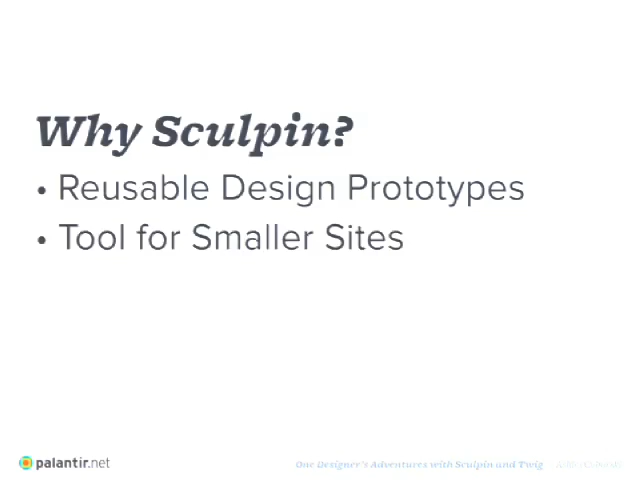 Why Sculpin?
• Reusable Design Prototypes
• Tool for Smaller Sites
palantir.net
One Designer's Adventures with Sculpin and Twig